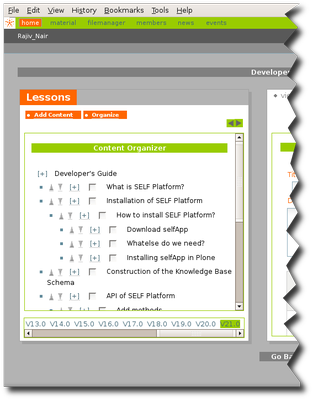 File Edit View History Bookmarks Tools Help
home material filemanager members news events
Rajiv_Nair
Develope
Lessons
Add Content Organize
Content Organizer
[+] Developer's Guide
[+] What is SELF Platform?
[+] Installation of SELF Platform
[+] How to install SELF Platform?
[+] Download selfApp
[+] Whatelse do we need?
[+] Installing selfApp in Plone
[+] Construction of the Knowledge Base
Schema
[+] API of SELF Platform
[+] Add methods
V13.0 V14.0 V15.0 V16.0 V17.0 V18.0 V19.0 V20.0 V21.0
Go Ba